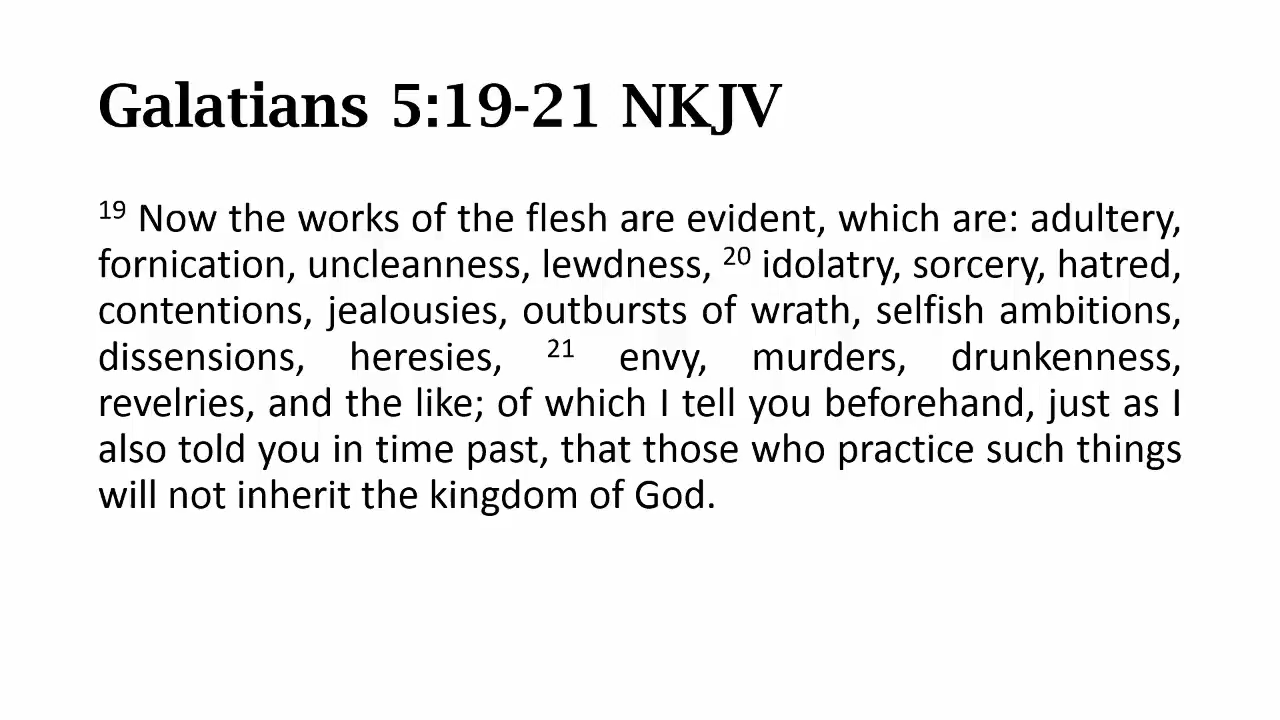 Galatians 5:19-21 NKJV
19 Now the works of the flesh are evident, which are: adultery,
fornication, uncleanness, lewdness, 20 idolatry, sorcery, hatred,
contentions, jealousies, outbursts of wrath, selfish ambitions,
dissensions, heresies, 21 envy, murders, drunkenness,
revelries, and the like; of which I tell you beforehand, just as I
also told you in time past, that those who practice such things
will not inherit the kingdom of God.